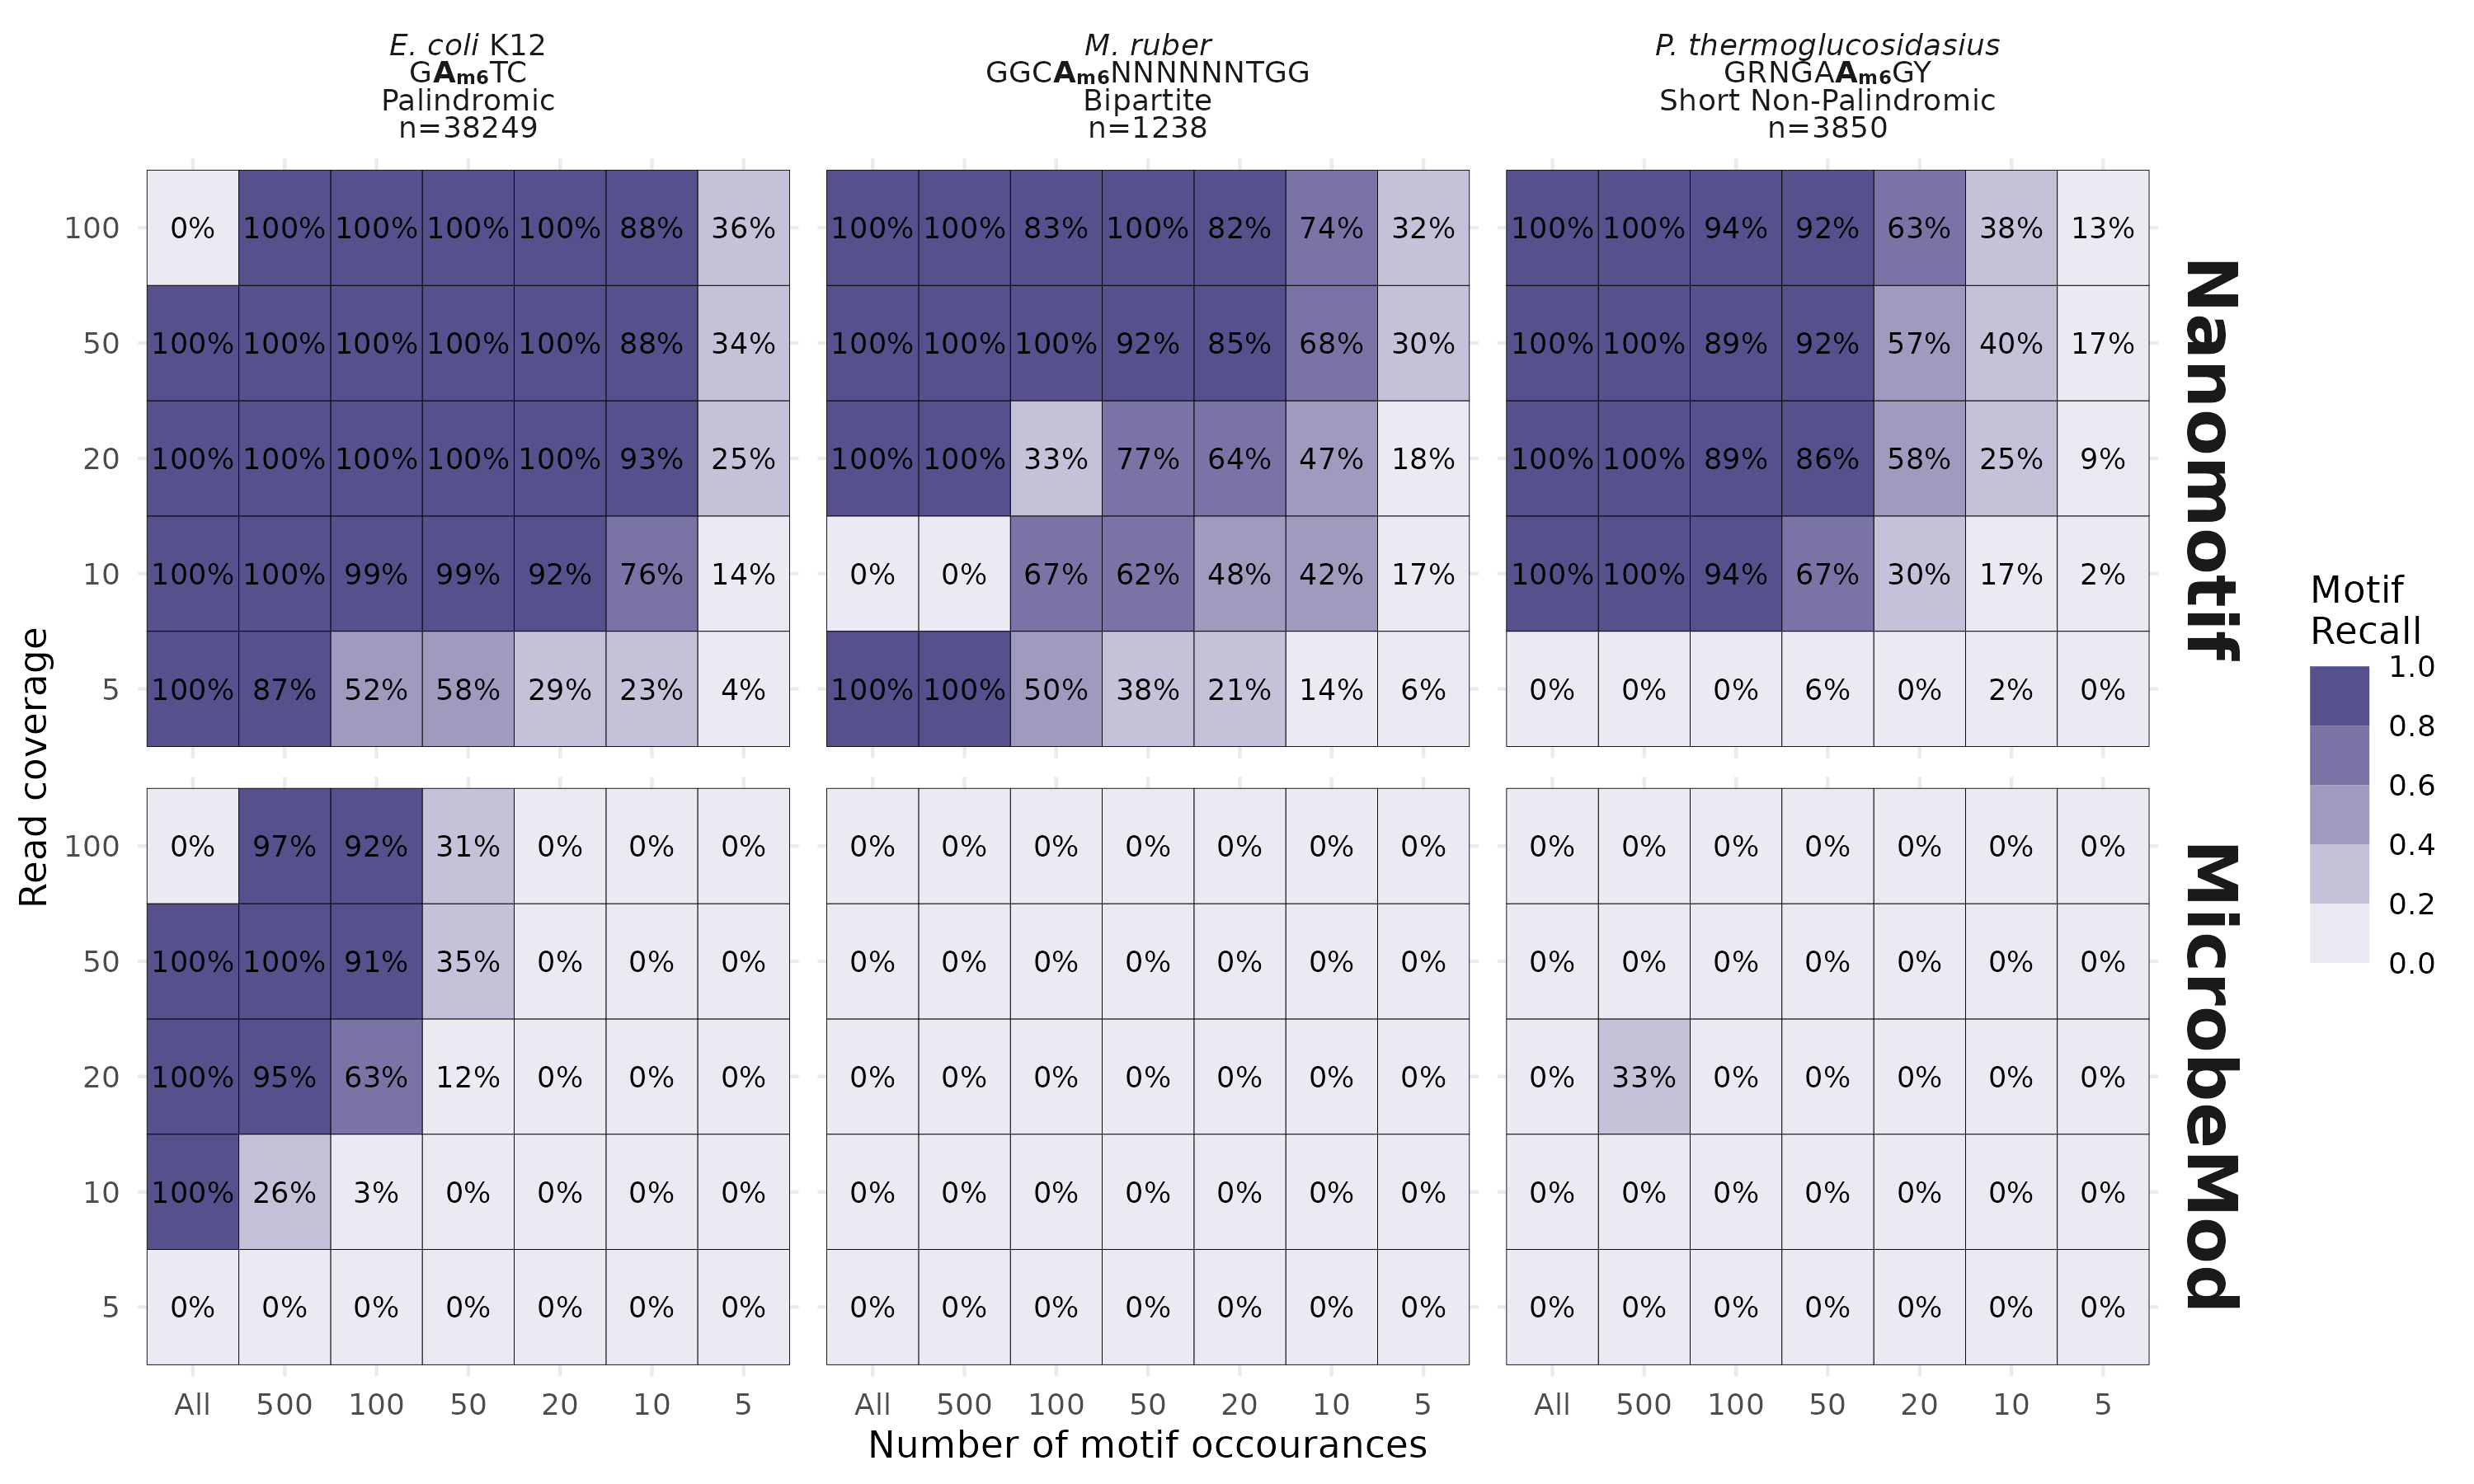 E. coli K12
GAm6TC
Palindromic
n=38249
M. ruber
GGCAm6NNNNNNTGG
Bipartite
n=1238
P. thermoglucosidasius
GRNGAAm6GY
Short Non-Palindromic
n=3850
100 0% 100% 100% 100% 100% 88% 36% 100% 100% 83% 100% 82% 74% 32% 100% 100% 94% 92% 63% 38% 13%
50 100% 100% 100% 100% 100% 88% 34% 100% 100% 100% 92% 85% 68% 30% 100% 100% 89% 92% 57% 40% 17%
20 100% 100% 100% 100% 100% 93% 25% 100% 100% 33% 77% 64% 47% 18% 100% 100% 89% 86% 58% 25% 9%
10 100% 100% 99% 99% 92% 76% 14% 0% 0% 67% 62% 48% 42% 17% 100% 100% 94% 67% 30% 17% 2%
5 100% 87% 52% 58% 29% 23% 4% 100% 100% 50% 38% 21% 14% 6% 0% 0% 0% 6% 0% 2% 0%
Nanomotif
100 0% 97% 92% 31% 0% 0% 0% 0% 0% 0% 0% 0% 0% 0% 0% 0% 0% 0% 0% 0% 0%
50 100% 100% 91% 35% 0% 0% 0% 0% 0% 0% 0% 0% 0% 0% 0% 0% 0% 0% 0% 0% 0%
20 100% 95% 63% 12% 0% 0% 0% 0% 0% 0% 0% 0% 0% 0% 0% 33% 0% 0% 0% 0% 0%
10 100% 26% 3% 0% 0% 0% 0% 0% 0% 0% 0% 0% 0% 0% 0% 0% 0% 0% 0% 0% 0%
5 0% 0% 0% 0% 0% 0% 0% 0% 0% 0% 0% 0% 0% 0% 0% 0% 0% 0% 0% 0% 0%
MicrobeMod
All 500 100 50 20 10 5 All 500 100 50 20 10 5 All 500 100 50 20 10 5
Number of motif occourances
Read coverage
Motif
Recall
1.0
0.8
0.6
0.4
0.2
0.0